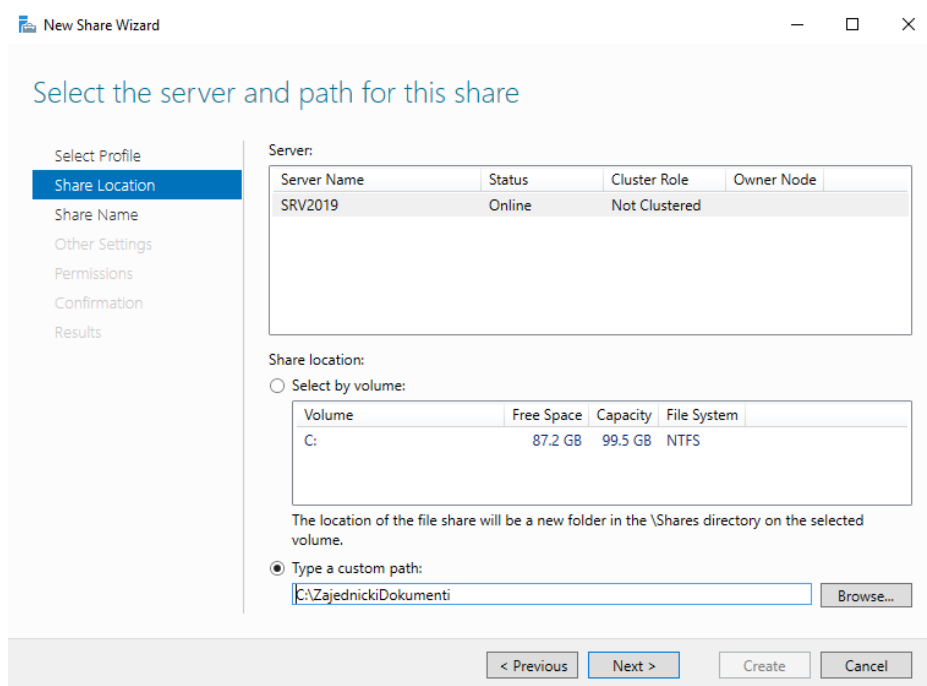 New Share Wizard
Select the server and path for this share
Select Profile
Share Location
Share Name
Other Settings
Permissions
Confirmation
Results
Server:
Server Name Status Cluster Role Owner Node
SRV2019 Online Not Clustered
Share location:
Select by volume:
Volume Free Space Capacity File System
C: 87.2 GB 99.5 GB NTFS
The location of the file share will be a new folder in the \Shares directory on the selected
volume.
Type a custom path:
C:\ZajednickiDokumenti Browse...
< Previous Next > Create Cancel